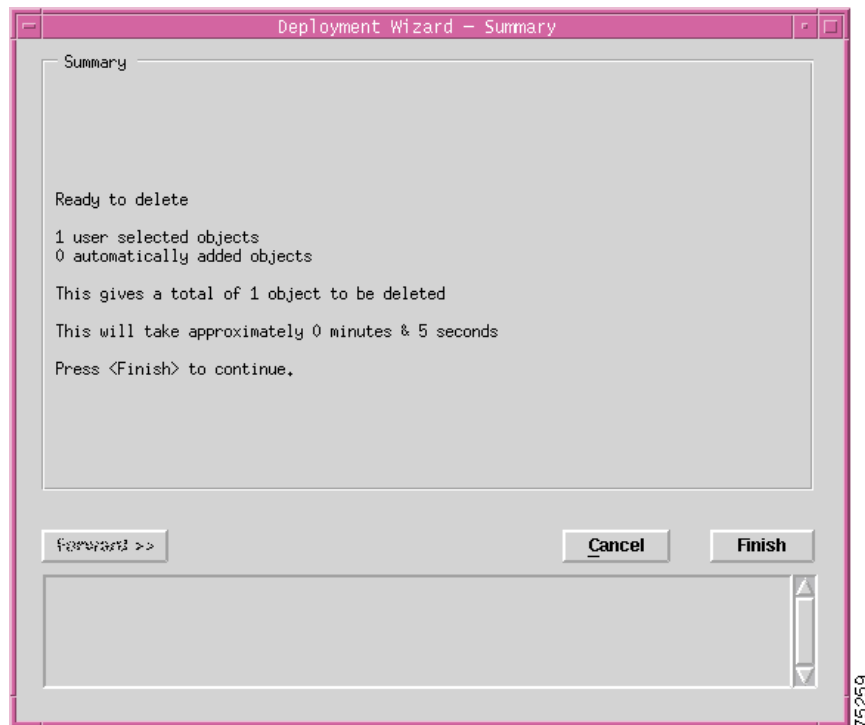 Deployment Wizard — Summary
Summary
Ready to delete
1 user selected objects
0 automatically added objects
This gives a total of 1 object to be deleted
This will take approximately 0 minutes & 5 seconds
Press <Finish> to continue.
Forward >>
Cancel
Finish
75259